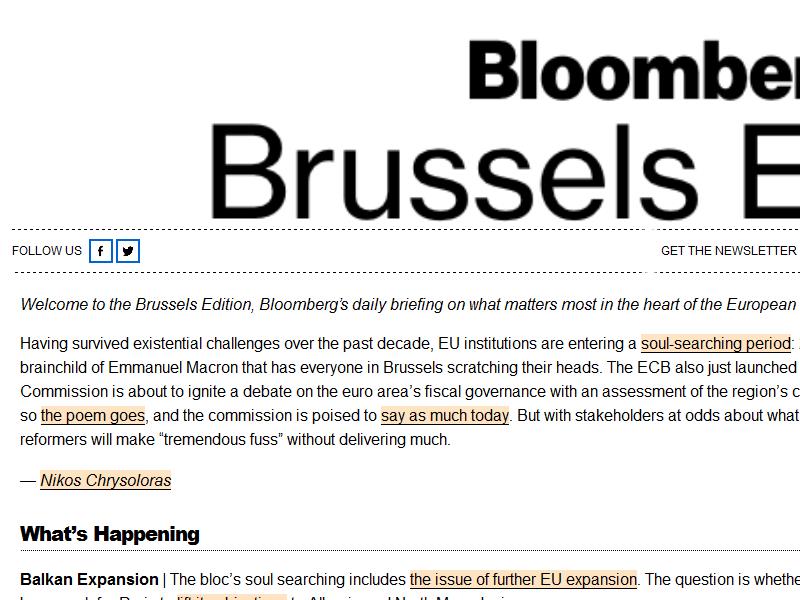 Bloomber
Brussels E
FOLLOW US
GET THE NEWSLETTER
Welcome to the Brussels Edition, Bloomberg's daily briefing on what matters most in the heart of the European
Having survived existential challenges over the past decade, EU institutions are entering a soul-searching period:
brainchild of Emmanuel Macron that has everyone in Brussels scratching their heads. The ECB also just launched
Commission is about to ignite a debate on the euro area’s fiscal governance with an assessment of the region’s c
so the poem goes, and the commission is poised to say as much today. But with stakeholders at odds about what
reformers will make “tremendous fuss” without delivering much.
— Nikos Chrysoloras
What’s Happening
Balkan Expansion | The bloc’s soul searching includes the issue of further EU expansion. The question is whethe